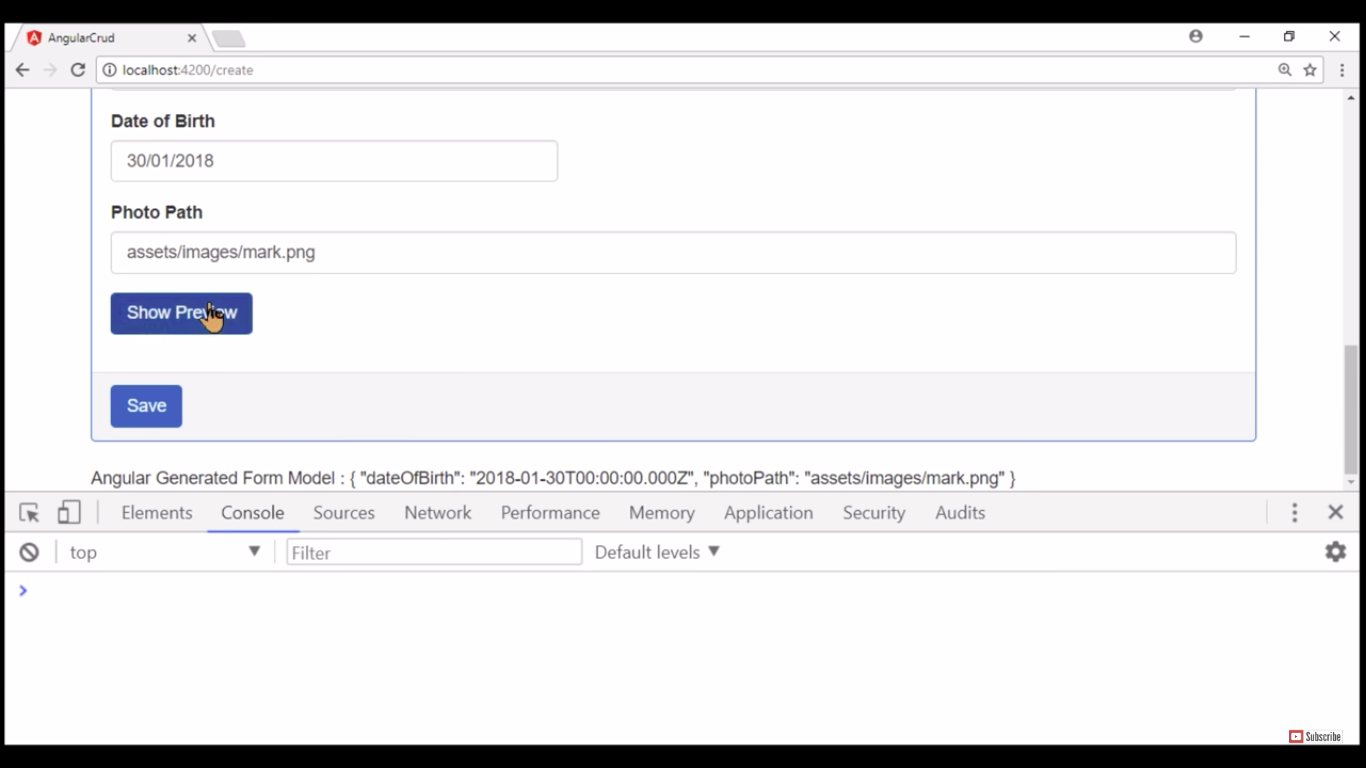 AngularCrud
localhost:4200/create
Date of Birth
30/01/2018
Photo Path
assets/images/mark.png
Show Preview
Save
Angular Generated Form Model : { "dateOfBirth": "2018-01-30T00:00:00.000Z", "photoPath": "assets/images/mark.png" }
Elements Console Sources Network Performance Memory Application Security Audits
top Filter Default levels
Subscribe